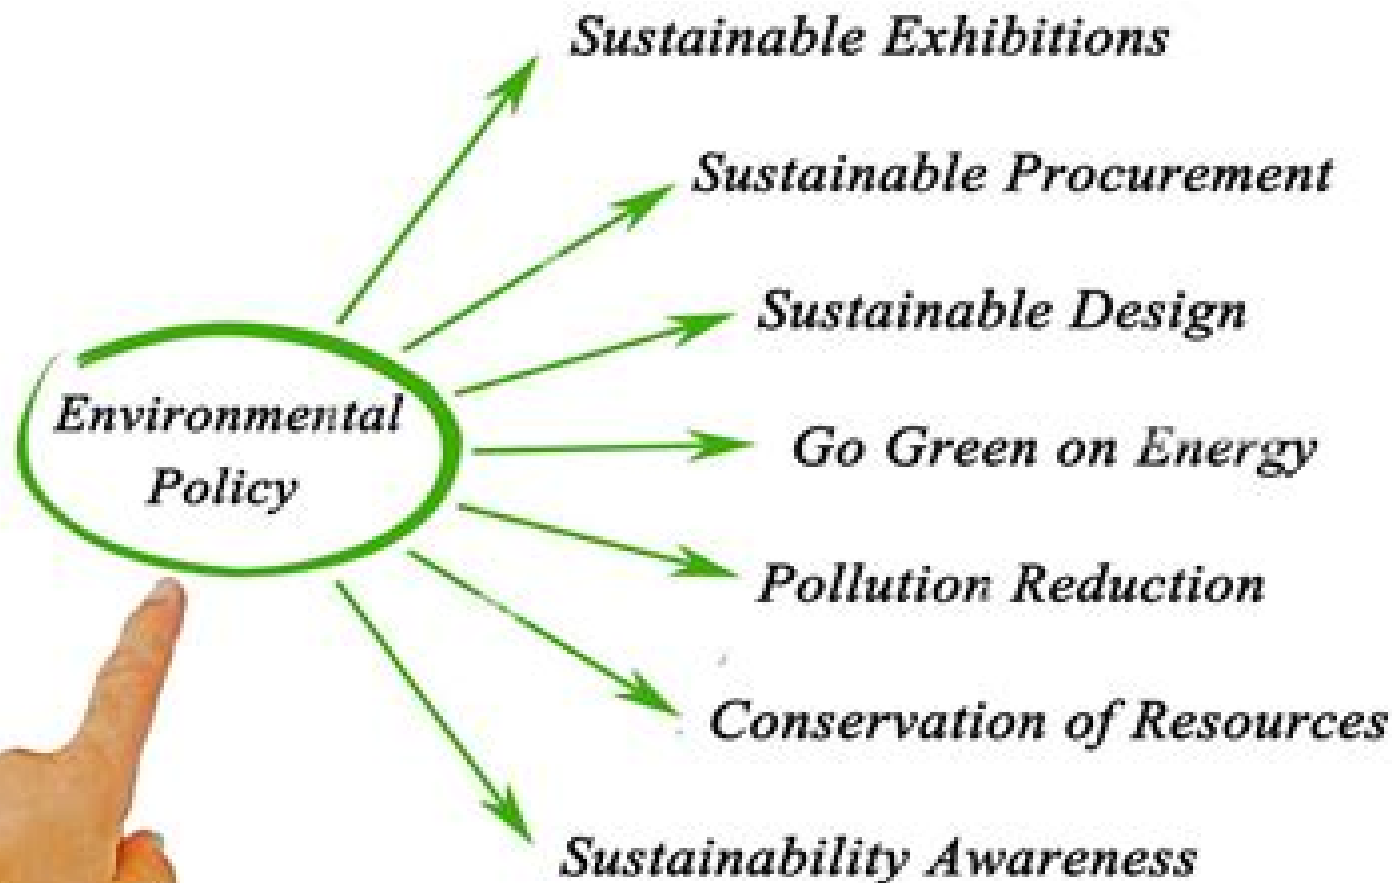 Sustainable Exhibitions
Sustainable Procurement
Sustainable Design
Environmental
Policy
Go Green on Energy
Pollution Reduction
Conservation of Resources
Sustainability Awareness